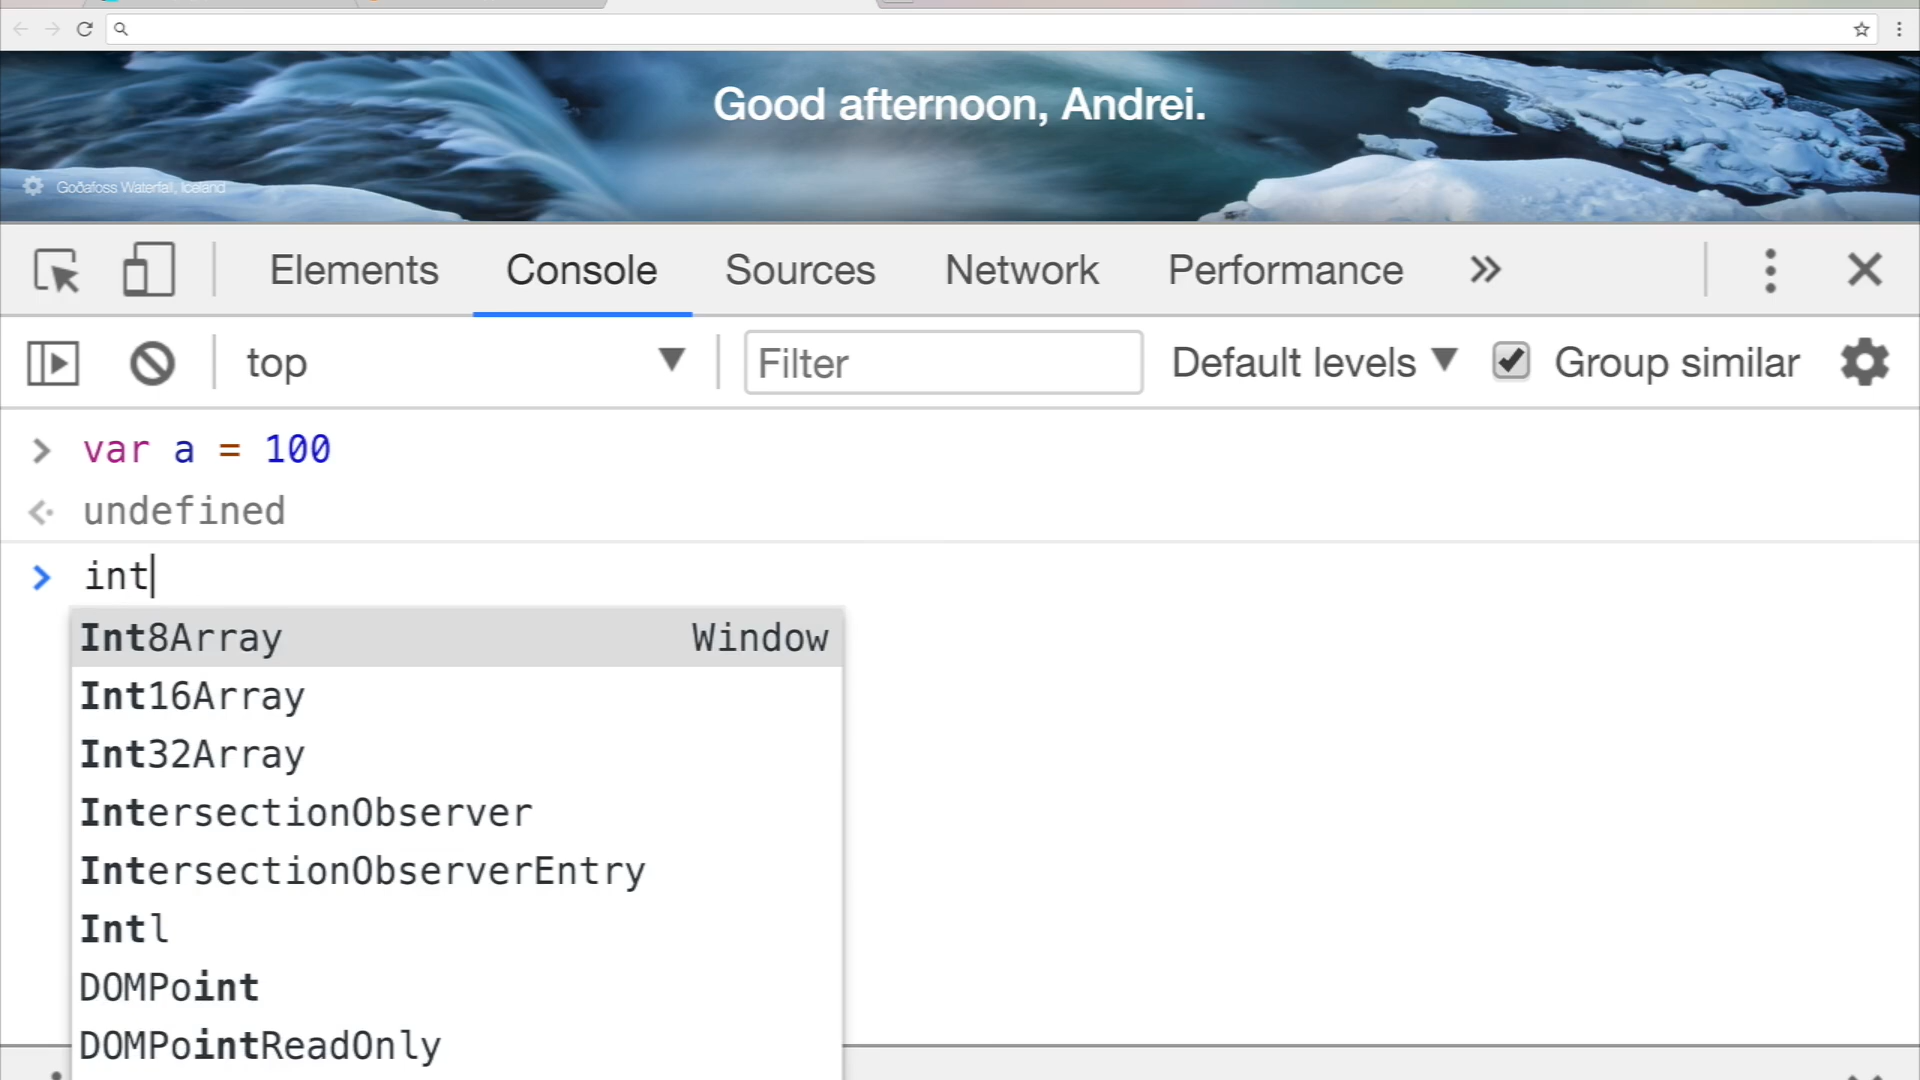 Good afternoon, Andrei.
Goðafoss Waterfall, Iceland
Elements Console Sources Network Performance
top Filter Default levels Group similar
var a = 100
undefined
int
Int8Array Window
Int16Array
Int32Array
IntersectionObserver
IntersectionObserverEntry
Intl
DOMPoint
DOMPointReadOnly